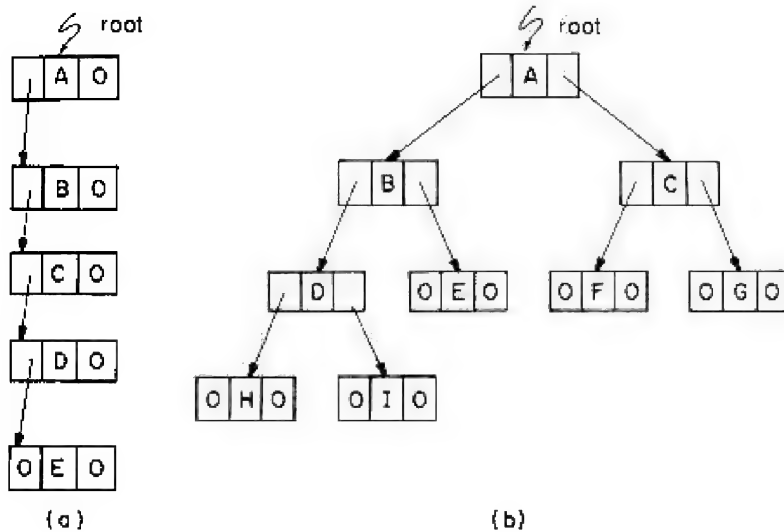 root
A O
B O
C O
D O
O E O
(a)
root
A
B
C
D
O E O
O F O
O G O
O H O
O I O
(b)